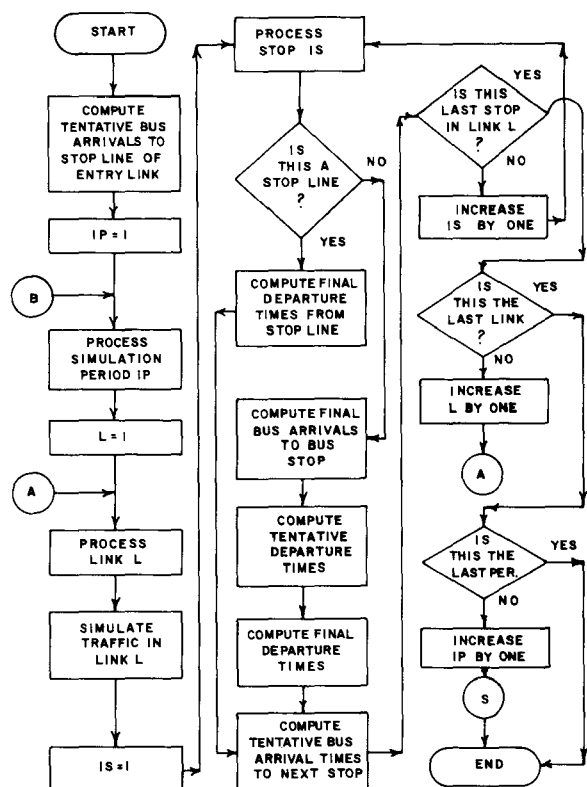 START
COMPUTE
TENTATIVE BUS
ARRIVALS TO
STOP LINE OF
ENTRY LINK
IP = I
B
PROCESS
SIMULATION
PERIOD IP
L = I
A
PROCESS
LINK L
SIMULATE
TRAFFIC IN
LINK L
IS = I
PROCESS
STOP IS
IS
THIS A
STOP LINE
?
NO
YES
COMPUTE FINAL
DEPARTURE
TIMES FROM
STOP LINE
COMPUTE FINAL
BUS ARRIVALS
TO BUS
STOP
COMPUTE
TENTATIVE
DEPARTURE
TIMES
COMPUTE FINAL
DEPARTURE
TIMES
COMPUTE
TENTATIVE BUS
ARRIVAL TIMES
TO NEXT STOP
YES
IS THIS
LAST STOP
IN LINK L
?
NO
INCREASE
IS BY ONE
IS
THIS THE
LAST LINK
?
YES
NO
INCREASE
L BY ONE
A
IS
THIS THE
LAST PER.
YES
NO
INCREASE
IP BY ONE
S
END